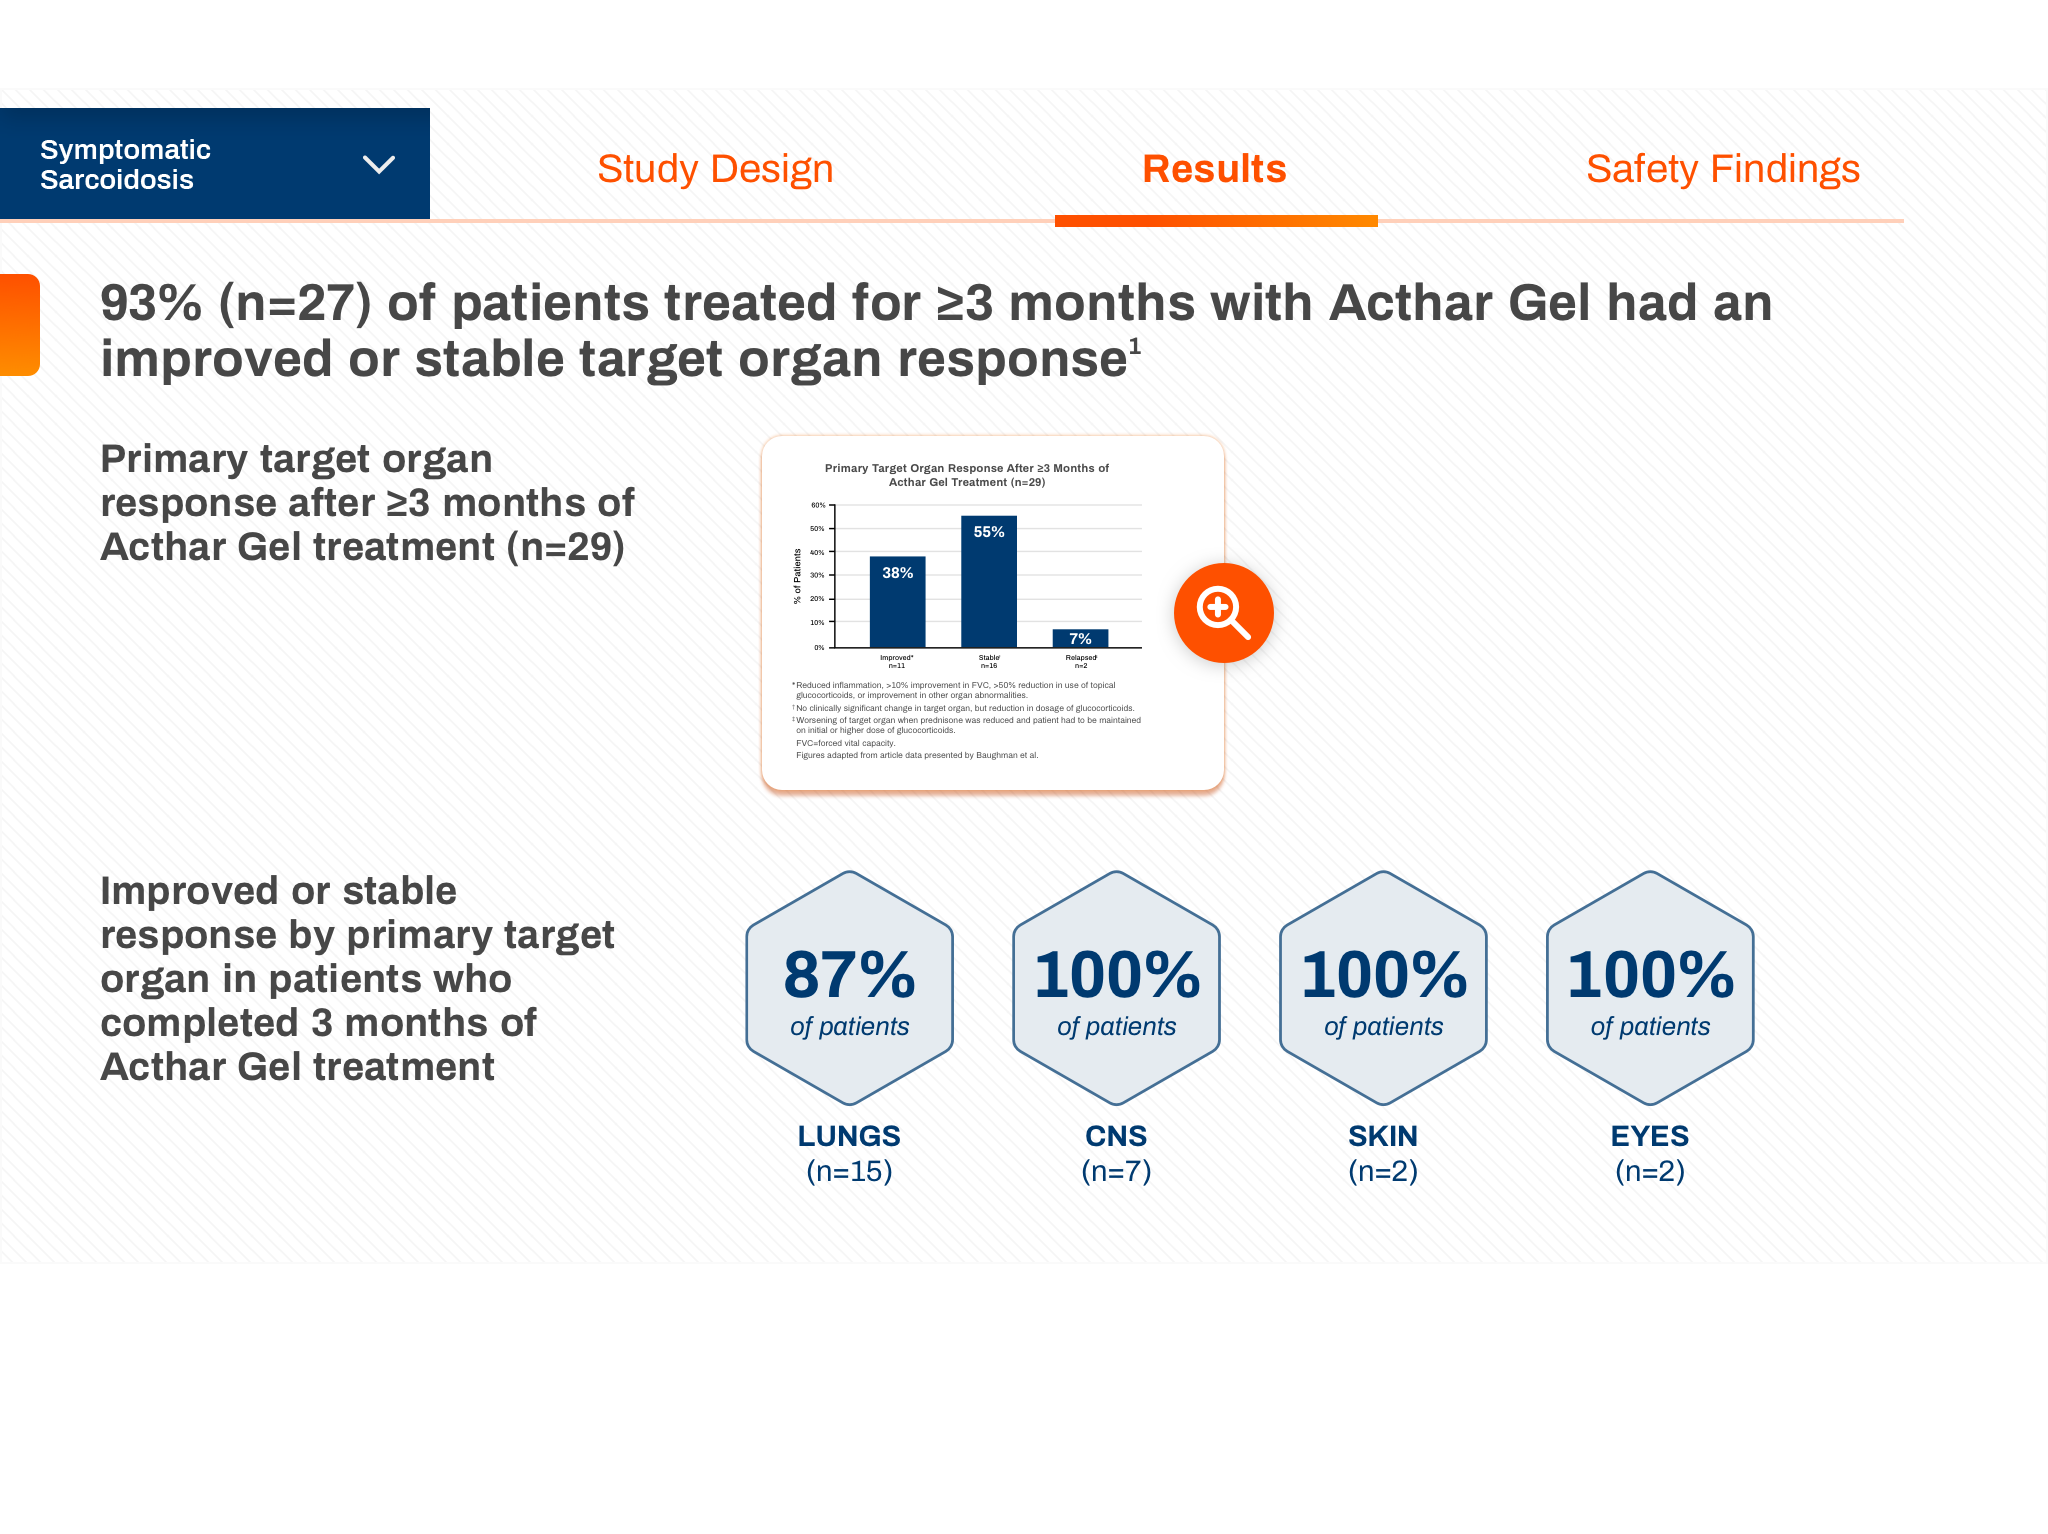 Symptomatic
Sarcoidosis
Study Design
Results
Safety Findings
93% (n=27) of patients treated for ≥3 months with Acthar Gel had an
improved or stable target organ response¹
Primary target organ
response after ≥3 months of
Acthar Gel treatment (n=29)
Primary Target Organ Response After ≥3 Months of
Acthar Gel Treatment (n=29)
% of Patients
60%
50%
40%
30%
20%
10%
0%
38%
55%
7%
Improved*
n=11
Stable†
n=16
Relapsed‡
n=2
*Reduced inflammation, >10% improvement in FVC, >50% reduction in use of topical
glucocorticoids, or improvement in other organ abnormalities.
†No clinically significant change in target organ, but reduction in dosage of glucocorticoids.
‡Worsening of target organ when prednisone was reduced and patient had to be maintained
on initial or higher dose of glucocorticoids.
FVC=forced vital capacity.
Figures adapted from article data presented by Baughman et al.
Improved or stable
response by primary target
organ in patients who
completed 3 months of
Acthar Gel treatment
87%
of patients
LUNGS
(n=15)
100%
of patients
CNS
(n=7)
100%
of patients
SKIN
(n=2)
100%
of patients
EYES
(n=2)